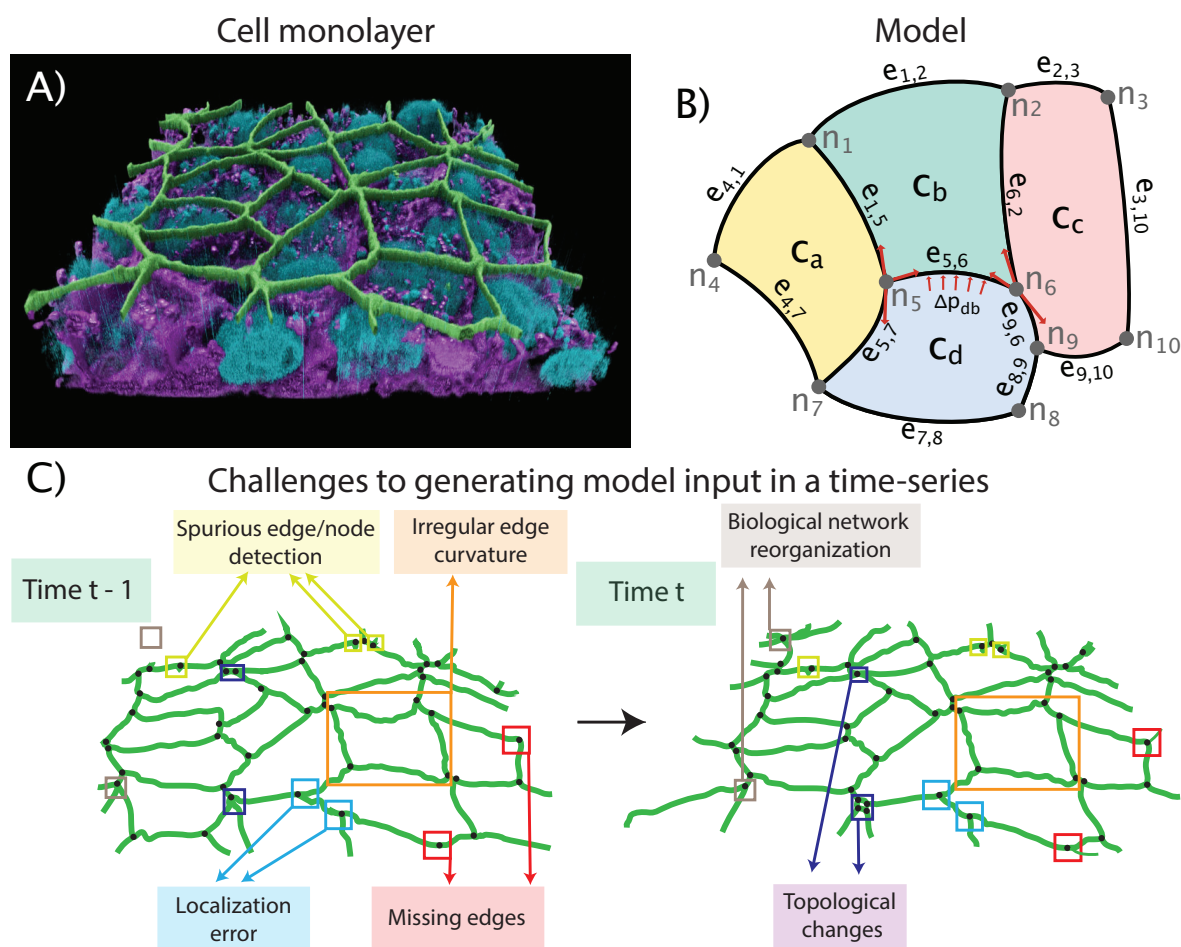 Cell monolayer
Model
A)
B)
e1,2
e2,3
n1
n2
n3
e4,1
e1,5
Cb
e6,2
Cc
e3,10
Ca
n4
e4,7
n5
e5,6
Δpdb
n6
e5,7
Cd
e9,6
n9
n10
e8,9
e9,10
n7
n8
e7,8
C)
Challenges to generating model input in a time-series
Spurious edge/node
detection
Irregular edge
curvature
Biological network
reorganization
Time t - 1
Time t
Localization
error
Missing edges
Topological
changes